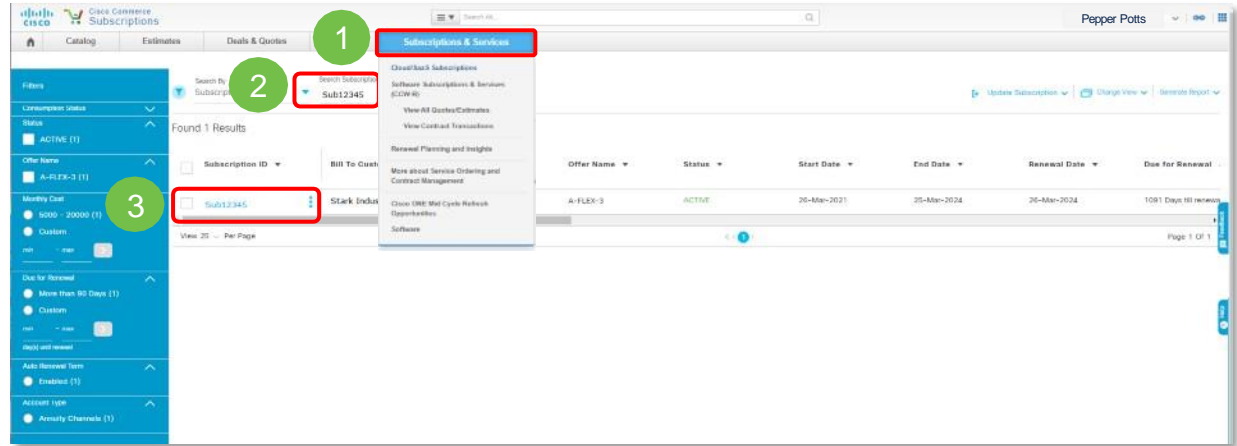 cisco
Cisco Commerce
Subscriptions
Search All...
Pepper Potts
Catalog
Estimates
Deals & Quotes
1
Subscriptions & Services
Cloud/SaaS Subscriptions
Software Subscriptions & Services
(CCW-R)
View All Quotes/Estimates
View Contract Transactions
Renewal Planning and Insights
More about Service Ordering and
Contract Management
Cisco ONE Mid Cycle Refresh
Opportunities
Software
Filters
Consumption Status
Status
ACTIVE (1)
Offer Name
A-FLEX-3 (1)
Monthly Cost
5000 - 20000 (1)
Custom
min - max
Due for Renewal
More than 90 Days (1)
Custom
min - max
day(s) until renewal
Auto Renewal Term
Enabled (1)
Account Type
Annuity Channels (1)
Search By
2
Search Subscription
Sub12345
Update Subscription
Change View
Generate Report
Found 1 Results
Subscription ID
Bill To Cust
Offer Name
Status
Start Date
End Date
Renewal Date
Due for Renewal
3
Sub12345
Stark Indus
A-FLEX-3
ACTIVE
26-Mar-2021
25-Mar-2024
26-Mar-2024
1091 Days till renewa
View 25 Per Page
1
Page 1 Of 1
Feedback
Help